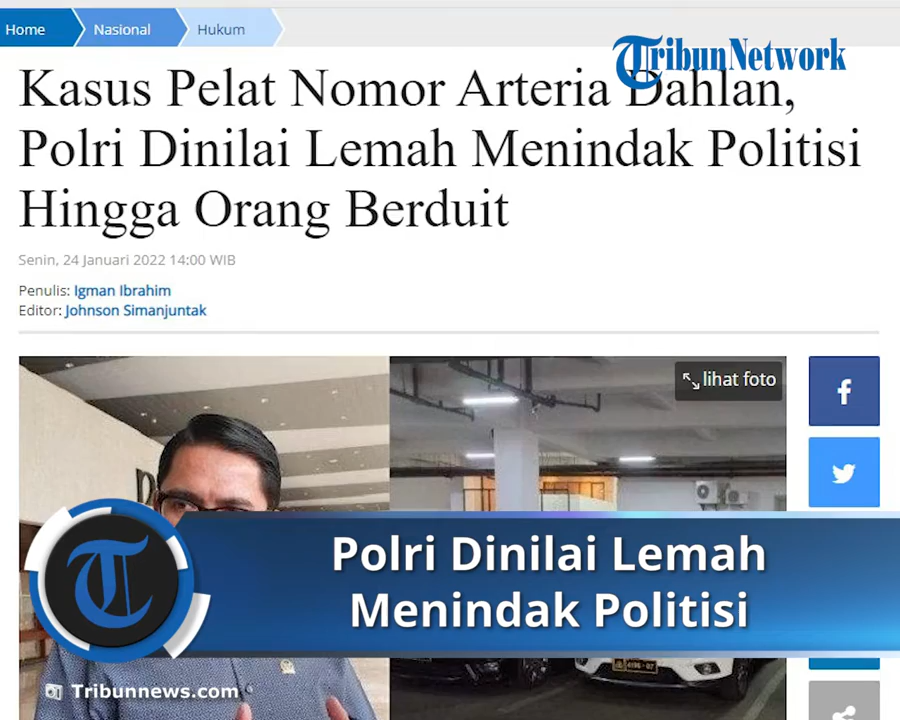 Home
Nasional
Hukum
TribunNetwork
Kasus Pelat Nomor Arteria Dahlan,
Polri Dinilai Lemah Menindak Politisi
Hingga Orang Berduit
Senin, 24 Januari 2022 14:00 WIB
Penulis: Igman Ibrahim
Editor: Johnson Simanjuntak
lihat foto
f
Polri Dinilai Lemah
Menindak Politisi
T
Tribunnews.com